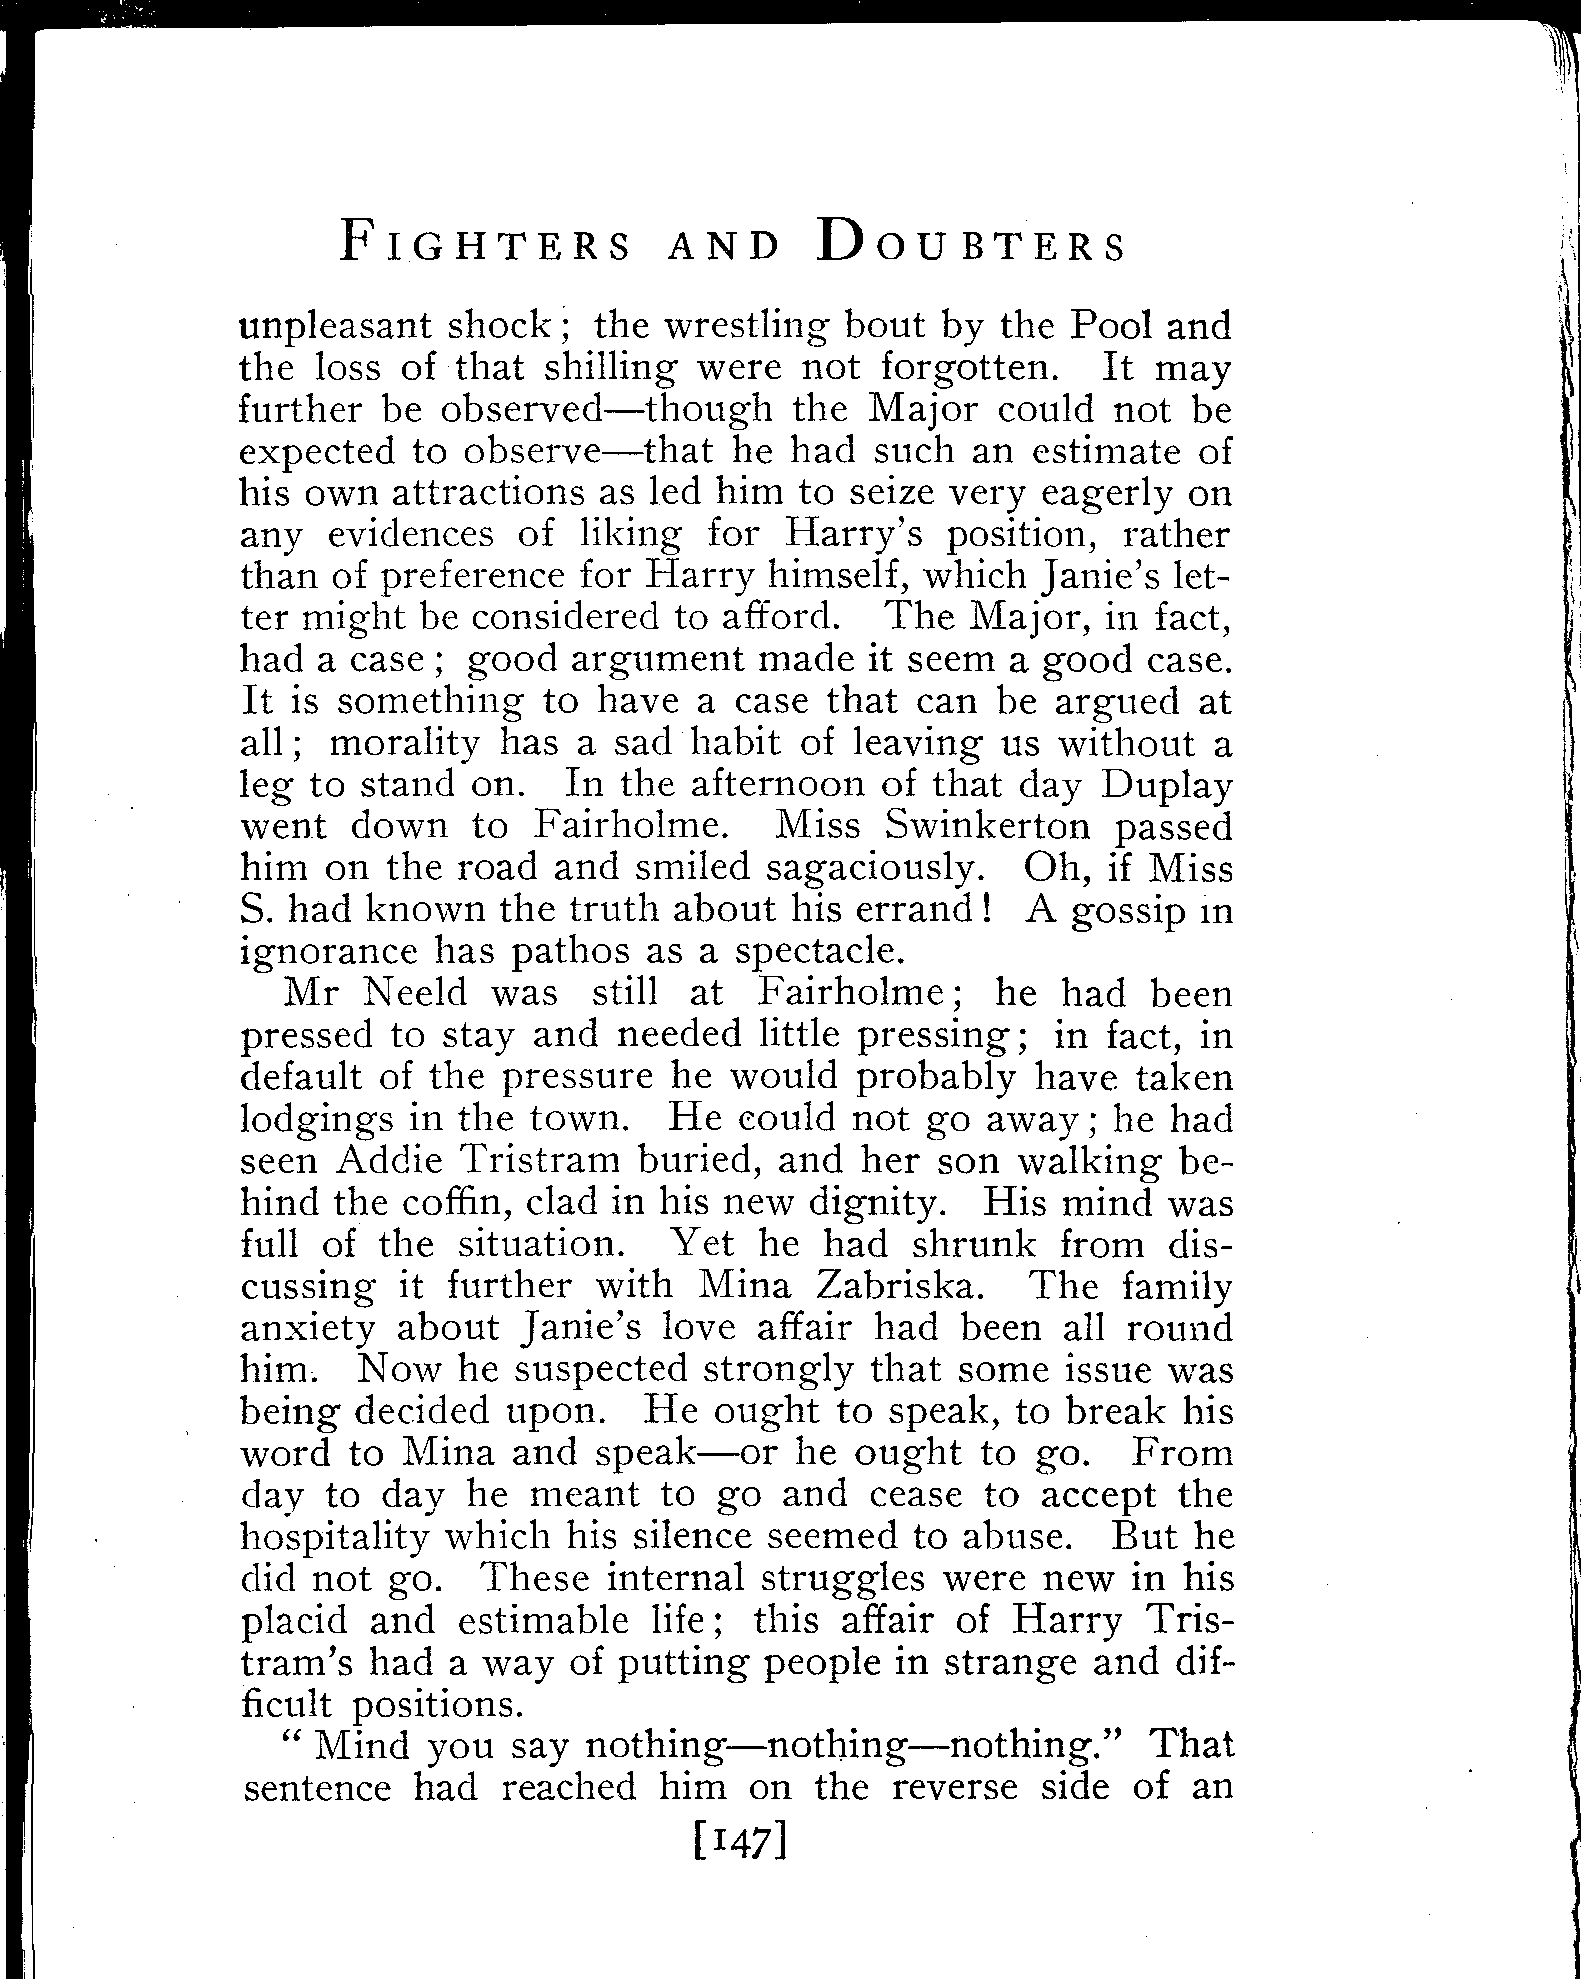 Fighters and Doubters
unpleasant shock; the wrestling bout by the Pool and
the loss of that shilling were not forgotten. It may
further be observed—though the Major could not be
expected to observe—that he had such an estimate of
his own attractions as led him to seize very eagerly on
any evidences of liking for Harry's position, rather
than of preference for Harry himself, which Janie's let-
ter might be considered to afford. The Major, in fact,
had a case; good argument made it seem a good case.
It is something to have a case that can be argued at
all; morality has a sad habit of leaving us without a
leg to stand on. In the afternoon of that day Duplay
went down to Fairholme. Miss Swinkerton passed
him on the road and smiled sagaciously. Oh, if Miss
S. had known the truth about his errand! A gossip in
ignorance has pathos as a spectacle.
Mr Neeld was still at Fairholme; he had been
pressed to stay and needed little pressing; in fact, in
default of the pressure he would probably have taken
lodgings in the town. He could not go away; he had
seen Addie Tristram buried, and her son walking be-
hind the coffin, clad in his new dignity. His mind was
full of the situation. Yet he had shrunk from dis-
cussing it further with Mina Zabriska. The family
anxiety about Janie's love affair had been all round
him. Now he suspected strongly that some issue was
being decided upon. He ought to speak, to break his
word to Mina and speak—or he ought to go. From
day to day he meant to go and cease to accept the
hospitality which his silence seemed to abuse. But he
did not go. These internal struggles were new in his
placid and estimable life; this affair of Harry Tris-
tram's had a way of putting people in strange and dif-
ficult positions.
"Mind you say nothing—nothing—nothing." That
sentence had reached him on the reverse side of an
[147]